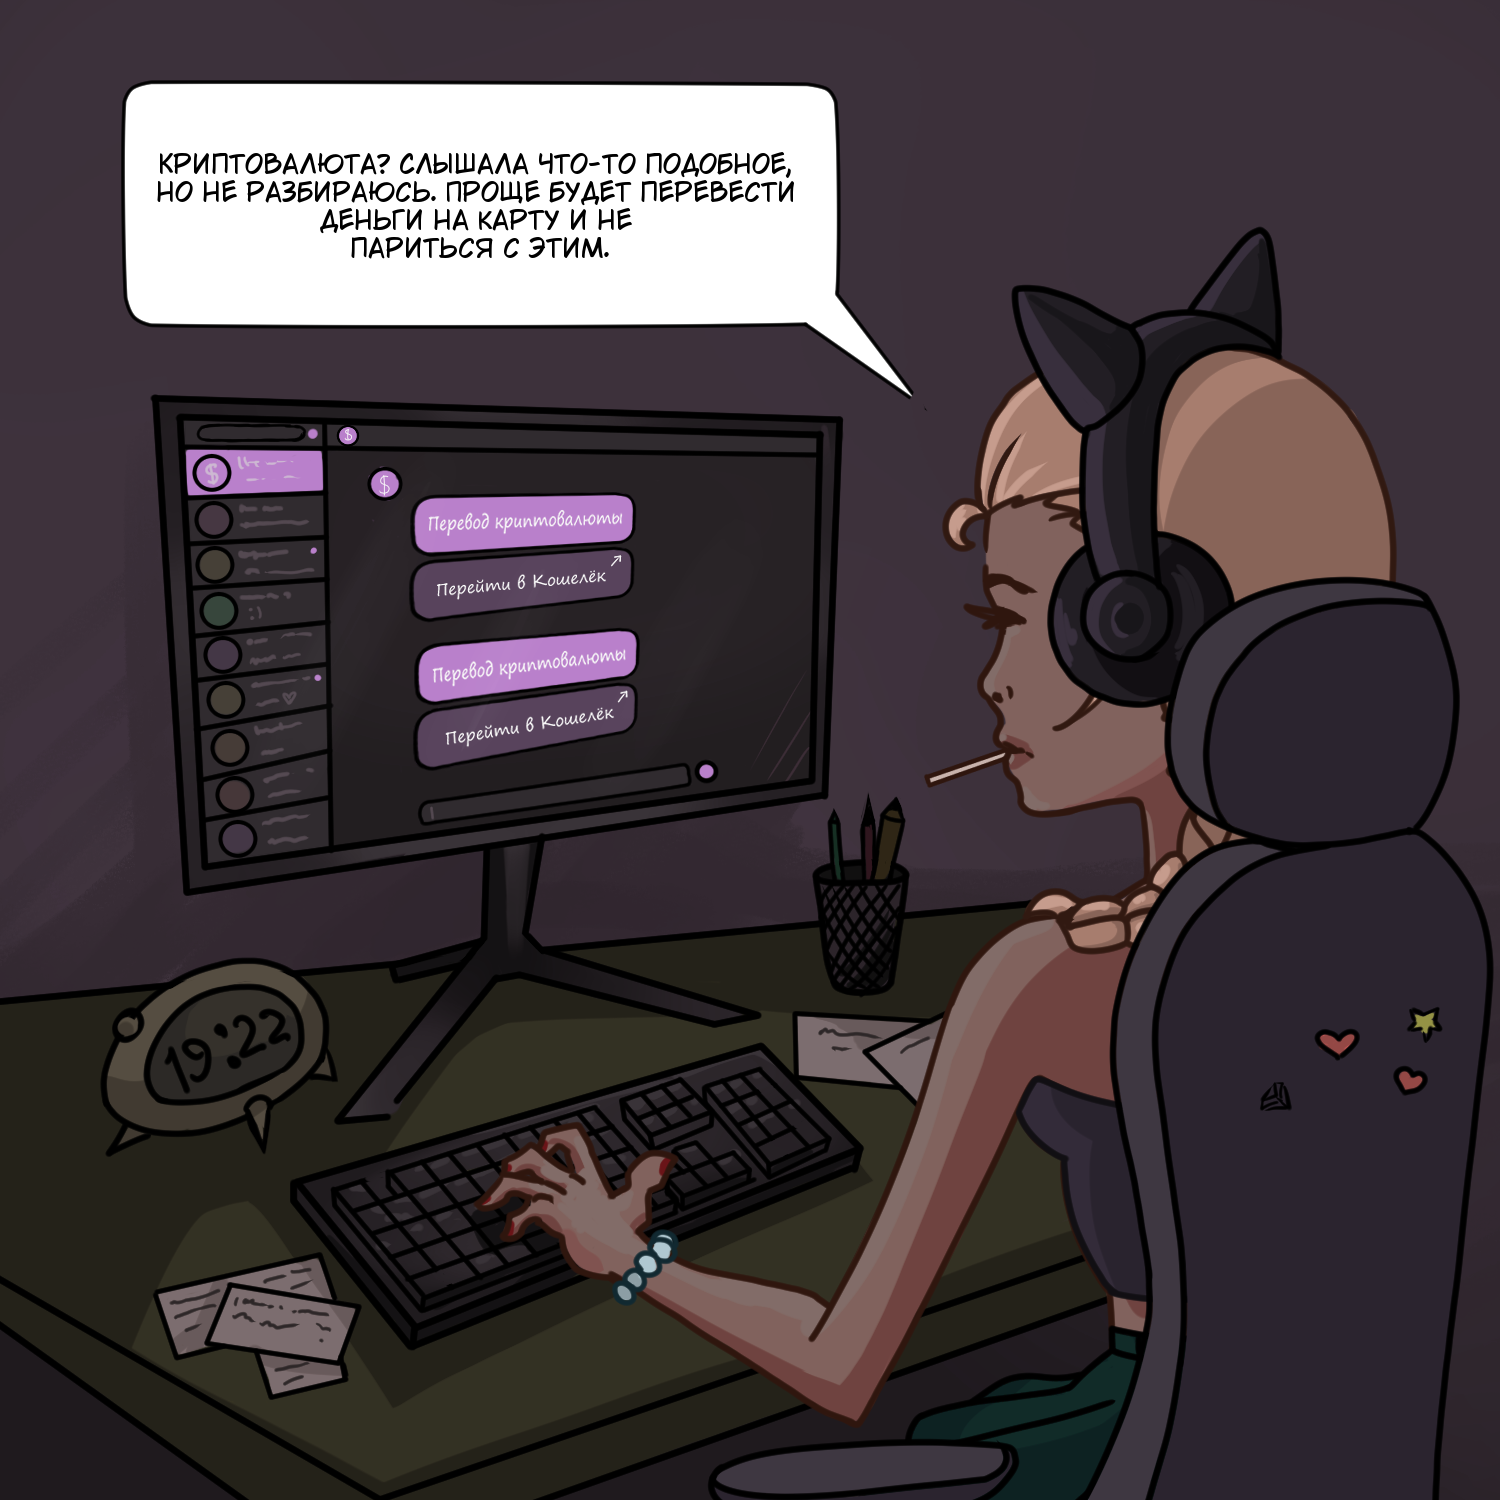 КРИПТОВАЛЮТА? СЛЫШАЛА ЧТО-ТО ПОДОБНОЕ,
НО НЕ РАЗБИРАЮСЬ. ПРОЩЕ БУДЕТ ПЕРЕВЕСТИ
ДЕНЬГИ НА КАРТУ И НЕ
ПАРИТЬСЯ С ЭТИМ.
$
$
$
Перевод криптовалюты
Перейти в Кошелёк
:)
Перевод криптовалюты
Перейти в Кошелёк
19:22